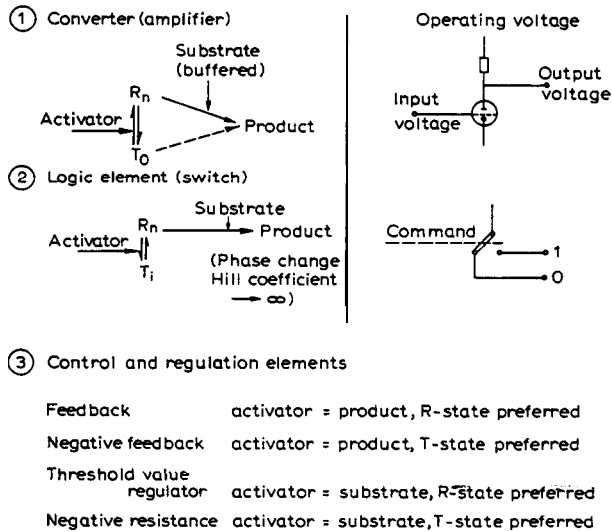 ① Converter (amplifier)
Substrate
(buffered)
Rn
Activator
Product
T0
Operating voltage
Output
voltage
Input
voltage
② Logic element (switch)
Substrate
Rn
Product
Activator
Ti
(Phase change
Hill coefficient
→ ∞)
Command
1
0
③ Control and regulation elements
Feedback activator = product, R-state preferred
Negative feedback activator = product, T-state preferred
Threshold value
regulator activator = substrate, R-state preferred
Negative resistance activator = substrate, T-state preferred